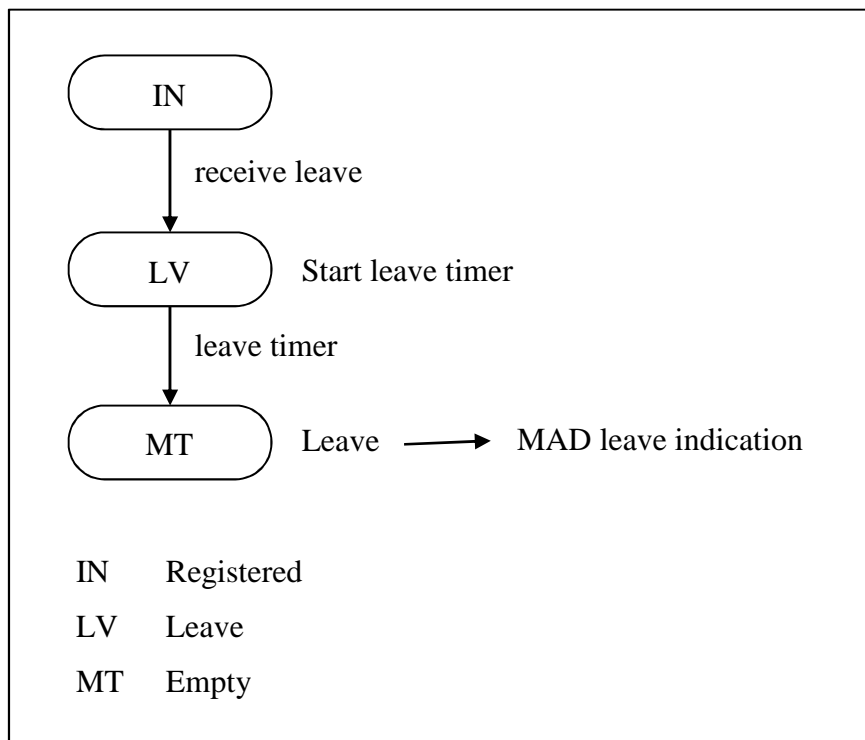 IN
receive leave
LV Start leave timer
leave timer
MT Leave MAD leave indication
IN Registered
LV Leave
MT Empty